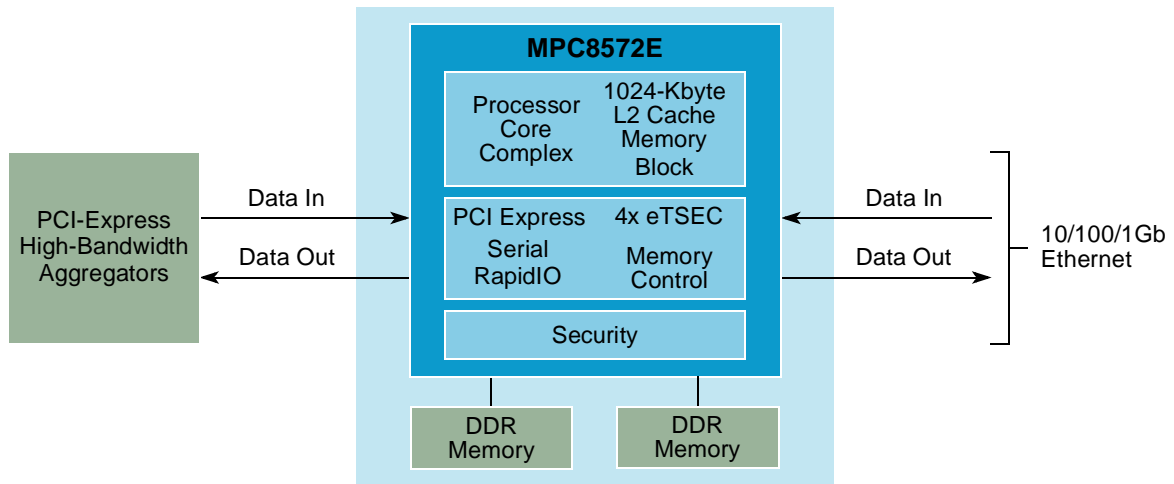 MPC8572E
Processor
Core
Complex
1024-Kbyte
L2 Cache
Memory
Block
PCI-Express
High-Bandwidth
Aggregators
Data In
Data Out
PCI Express
Serial
RapidIO
4x eTSEC
Memory
Control
Data In
Data Out
10/100/1Gb
Ethernet
Security
DDR
Memory
DDR
Memory